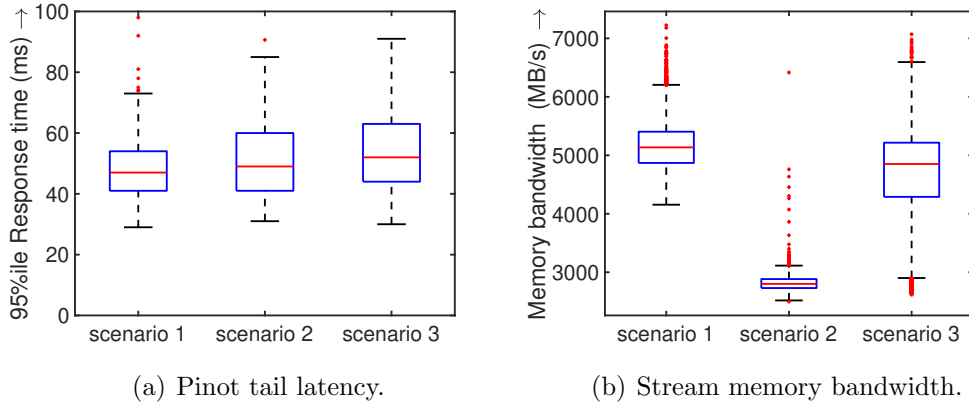 95%ile Response time (ms) →
100
80
60
40
20
0
scenario 1 scenario 2 scenario 3
(a) Pinot tail latency.
Memory bandwidth (MB/s) →
7000
6000
5000
4000
3000
scenario 1 scenario 2 scenario 3
(b) Stream memory bandwidth.